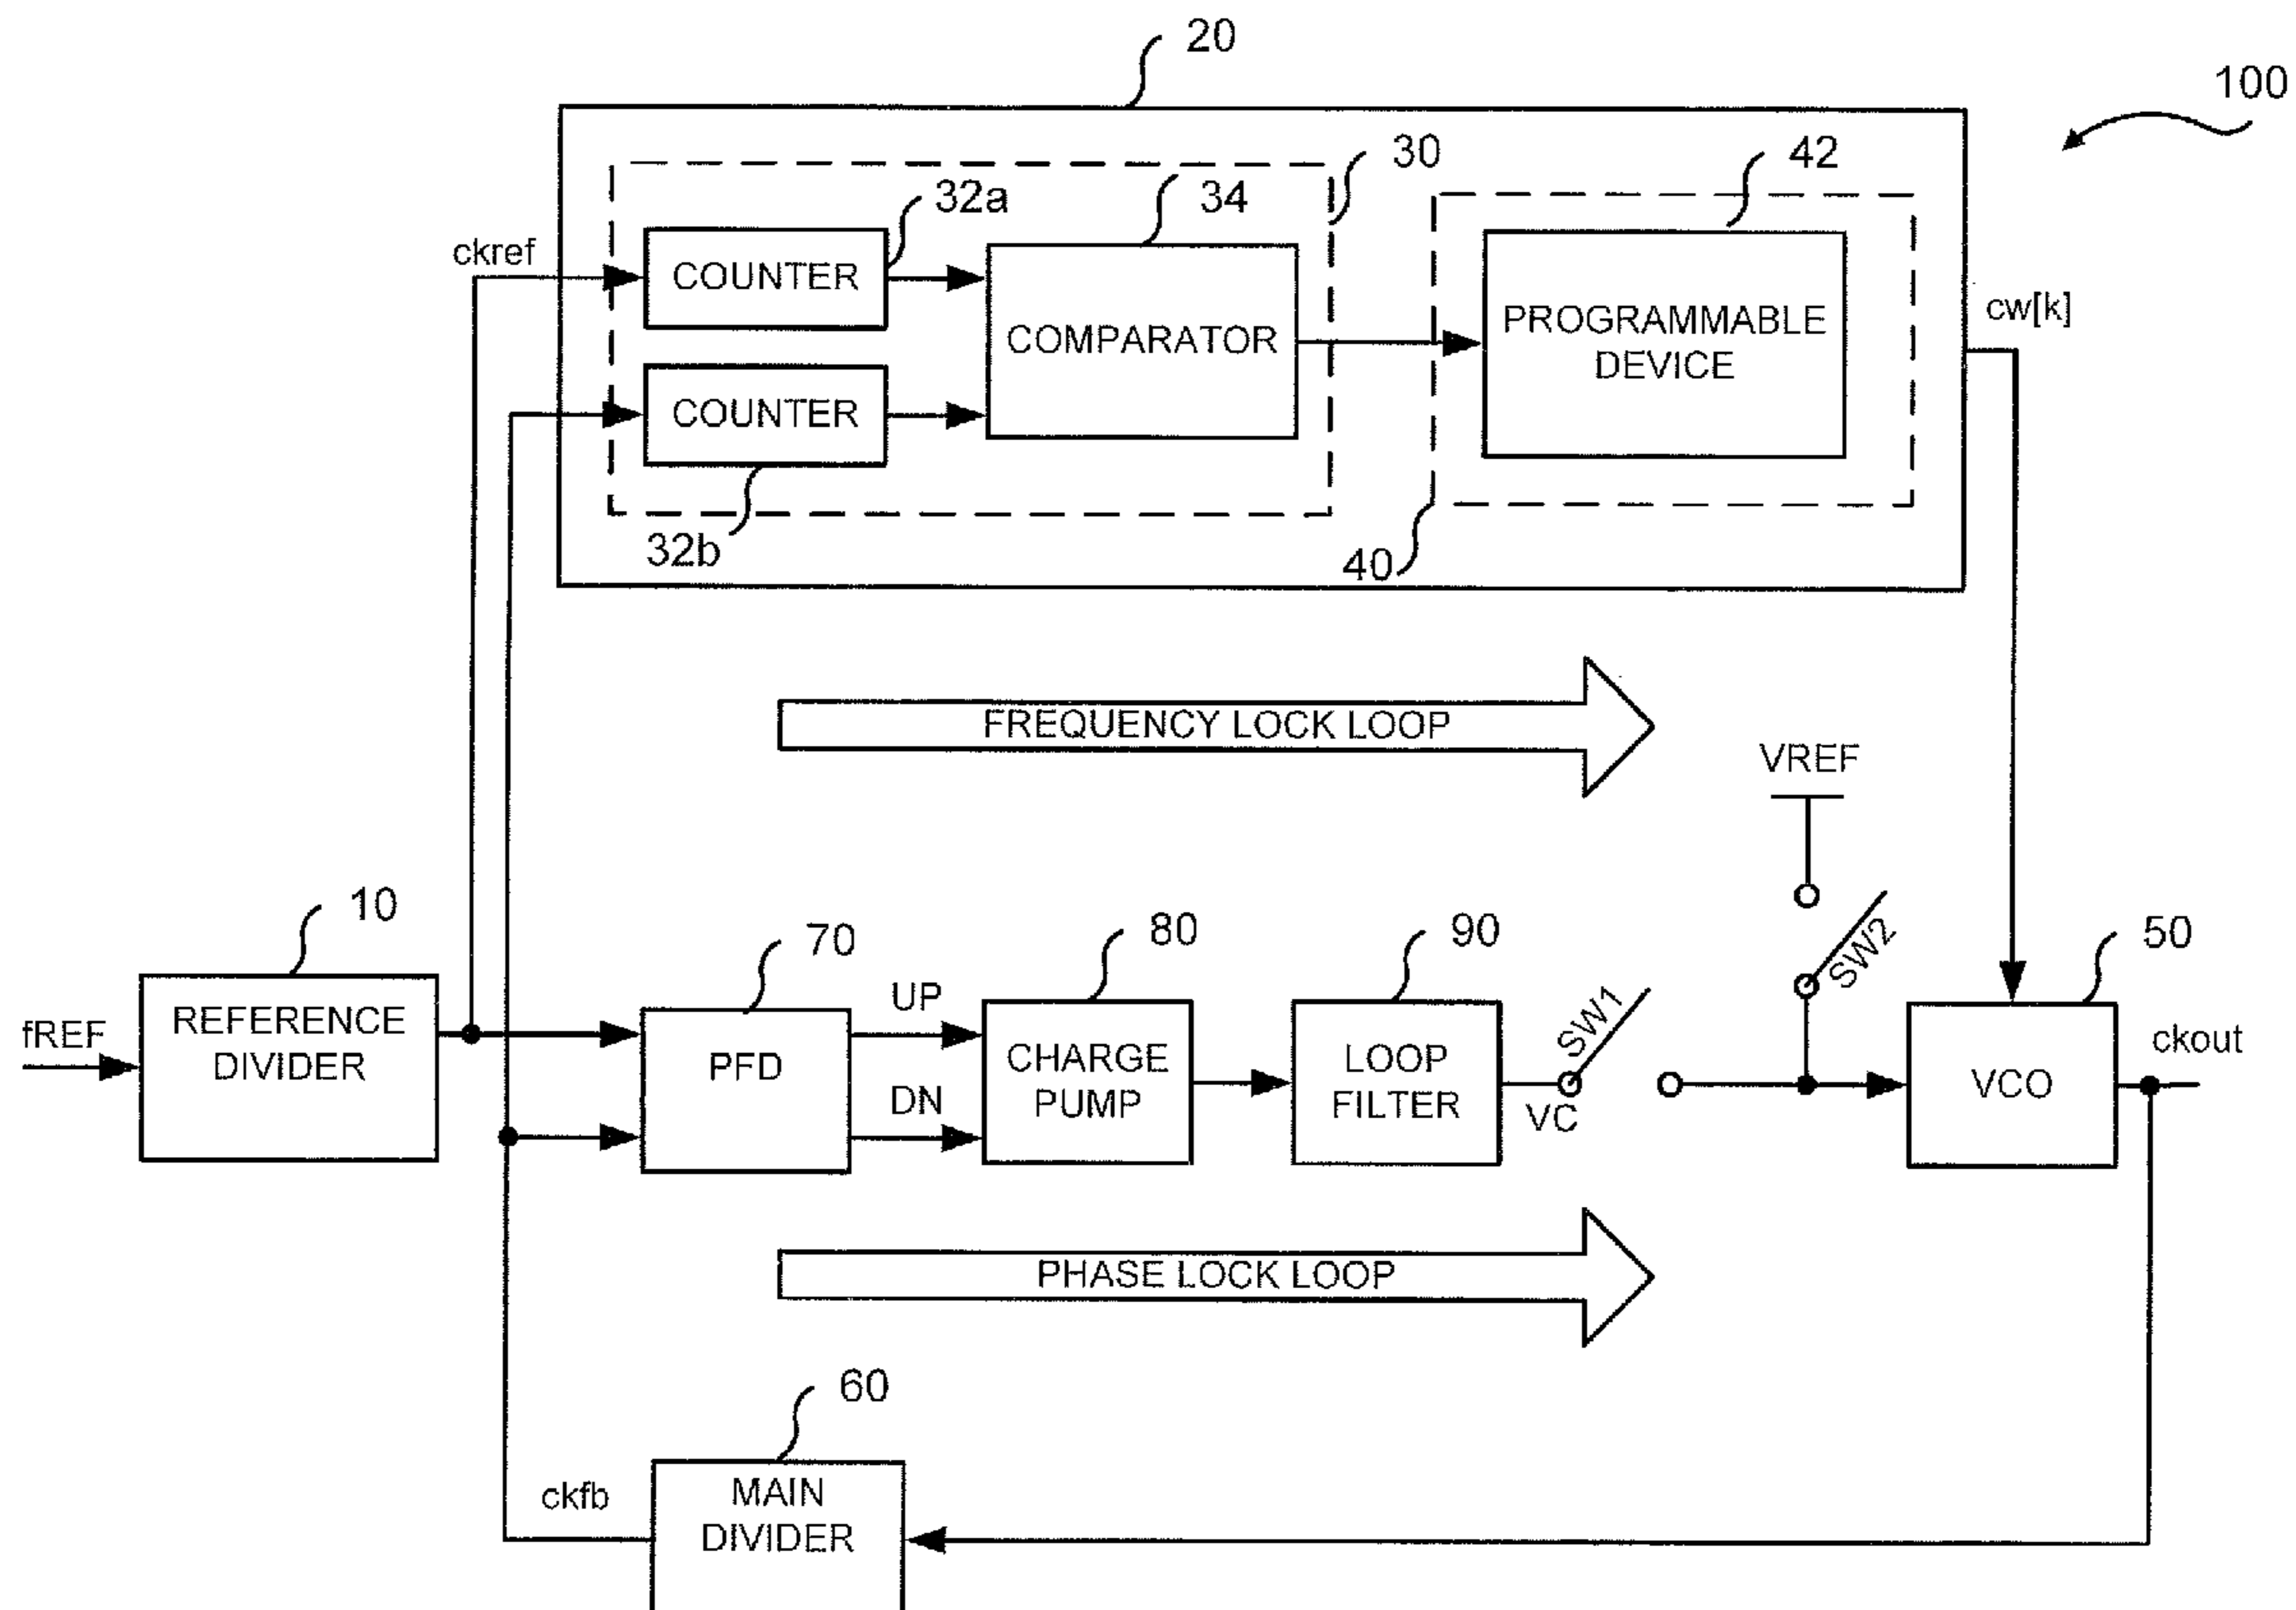 20
100
30
42
32a
34
ckref
COUNTER
COMPARATOR
PROGRAMMABLE
DEVICE
cw[k]
COUNTER
32b
40
FREQUENCY LOCK LOOP
VREF
10
70
80
90
SW2
50
fREF
REFERENCE
DIVIDER
UP
PFD
DN
CHARGE
PUMP
LOOP
FILTER
SW1
VC
VCO
ckout
PHASE LOCK LOOP
60
ckfb
MAIN
DIVIDER